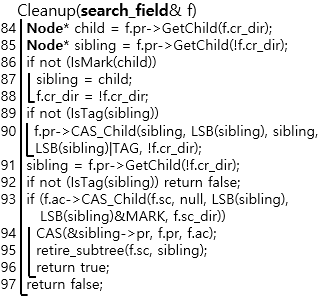 Cleanup(search_field& f)
84 Node* child = f.pr->GetChild(f.cr_dir);
85 Node* sibling = f.pr->GetChild(!f.cr_dir);
86 if not (IsMark(child))
87 sibling = child;
88 f.cr_dir = !f.cr_dir;
89 if not (IsTag(sibling))
90 f.pr->CAS_Child(sibling, LSB(sibling), sibling,
LSB(sibling)|TAG, !f.cr_dir);
91 sibling = f.pr->GetChild(!f.cr_dir);
92 if not (IsTag(sibling)) return false;
93 if (f.ac->CAS_Child(f.sc, null, LSB(sibling),
LSB(sibling)&MARK, f.sc_dir))
94 CAS(&sibling->pr, f.pr, f.ac);
95 retire_subtree(f.sc, sibling);
96 return true;
97 return false;